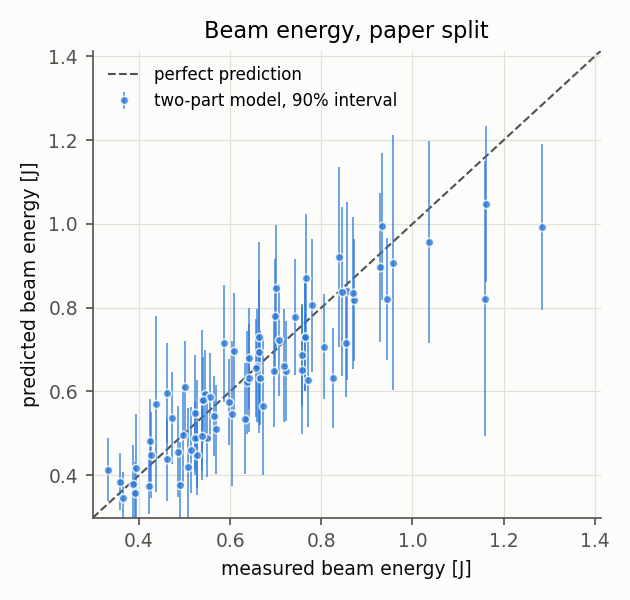 Beam energy, paper split
perfect prediction
two-part model, 90% interval
predicted beam energy [J]
1.4
1.2
1.0
0.8
0.6
0.4
0.4 0.6 0.8 1.0 1.2 1.4
measured beam energy [J]